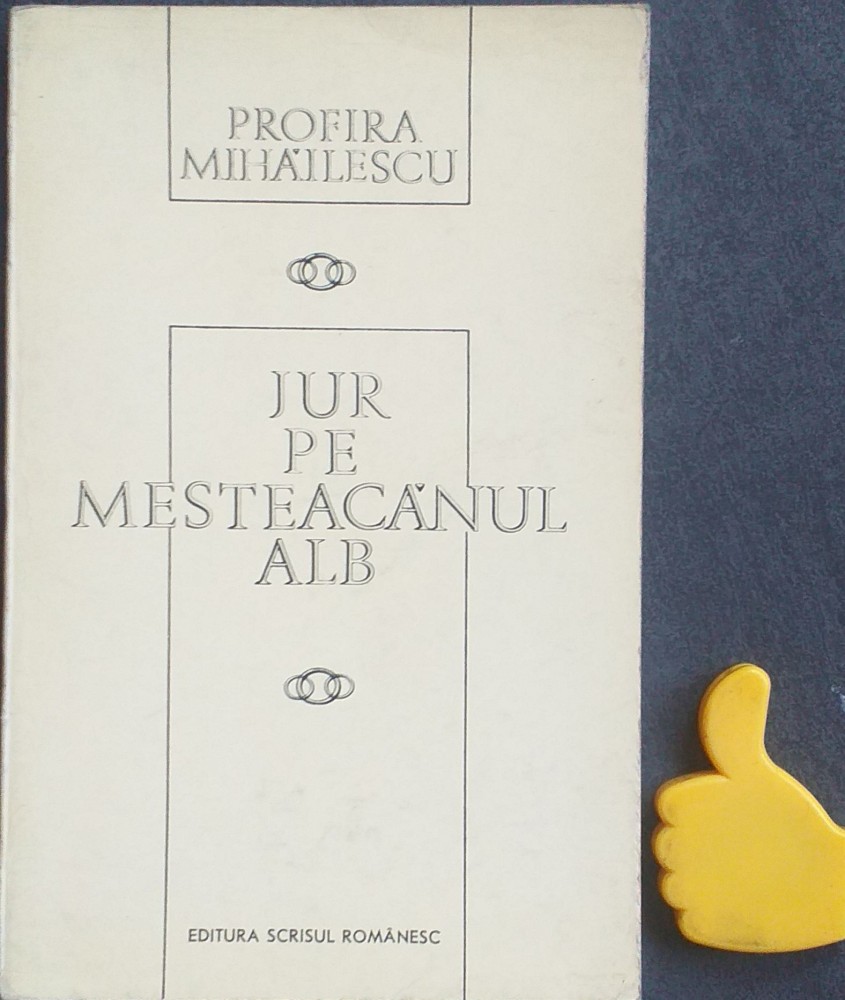 PROFIRA
MIHĂILESCU
JUR
PE
MESTEACĂNUL
ALB
EDITURA SCRISUL ROMÂNESC